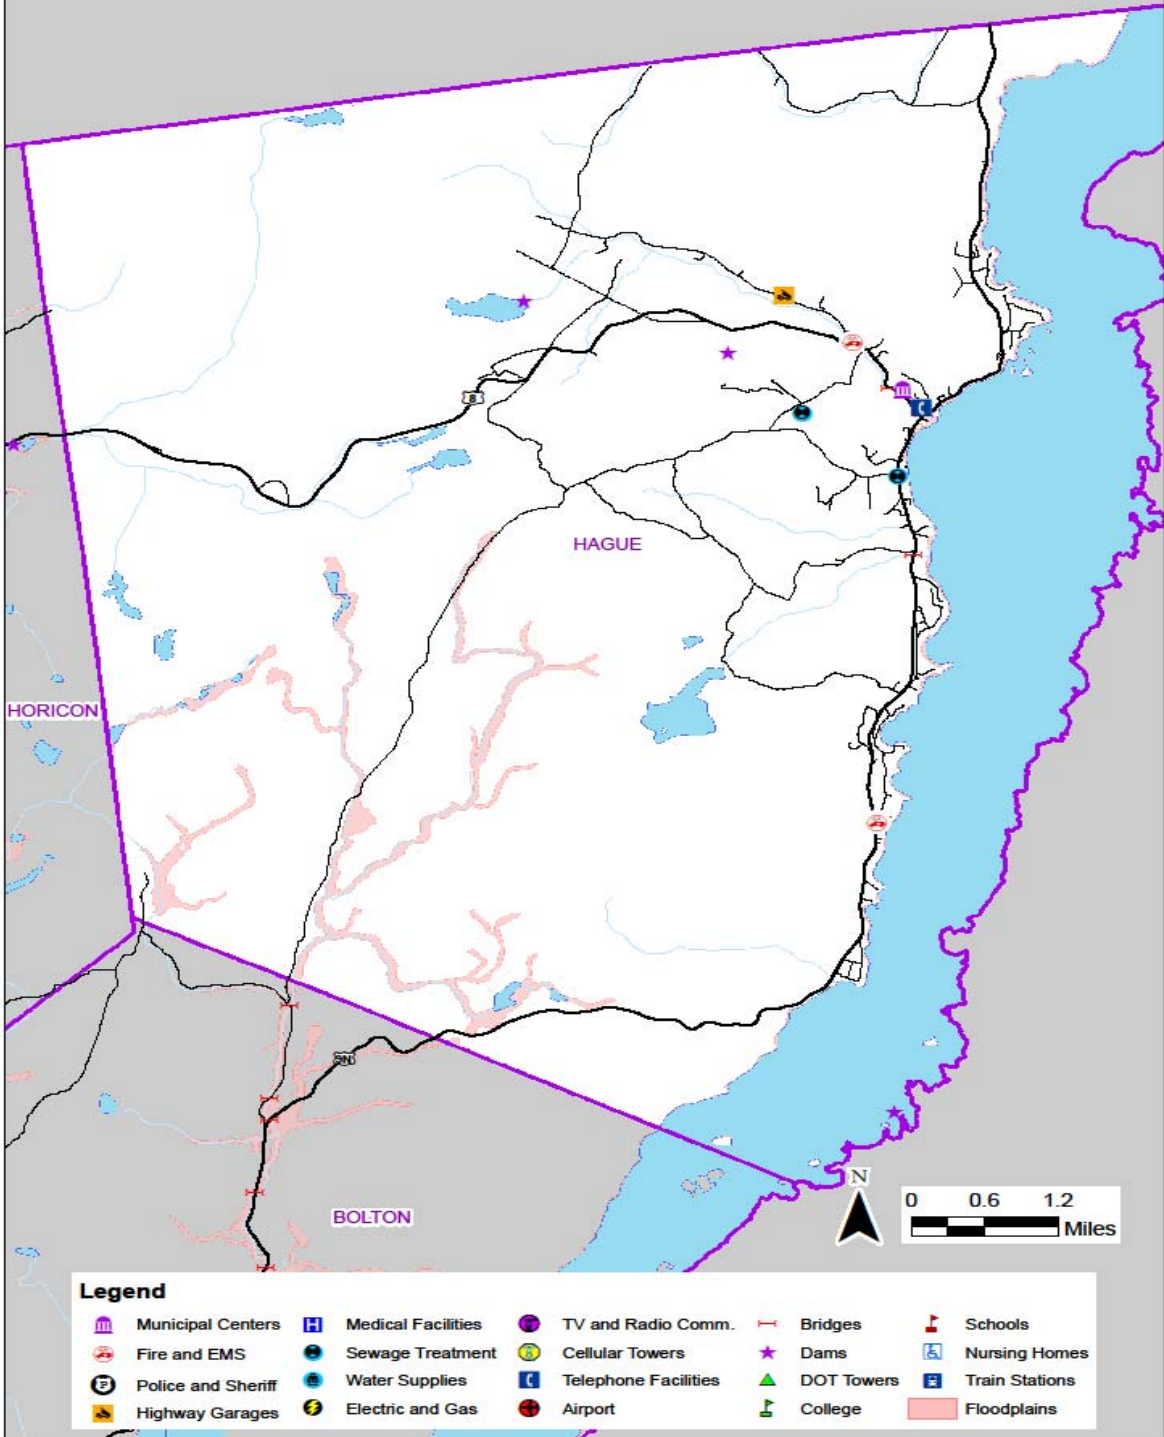 8
HAGUE
HORICON
9N
BOLTON
N
0 0.6 1.2
Miles
Legend
Municipal Centers
Fire and EMS
Police and Sheriff
Highway Garages
Medical Facilities
Sewage Treatment
Water Supplies
Electric and Gas
TV and Radio Comm.
Cellular Towers
Telephone Facilities
Airport
Bridges
Dams
DOT Towers
College
Schools
Nursing Homes
Train Stations
Floodplains